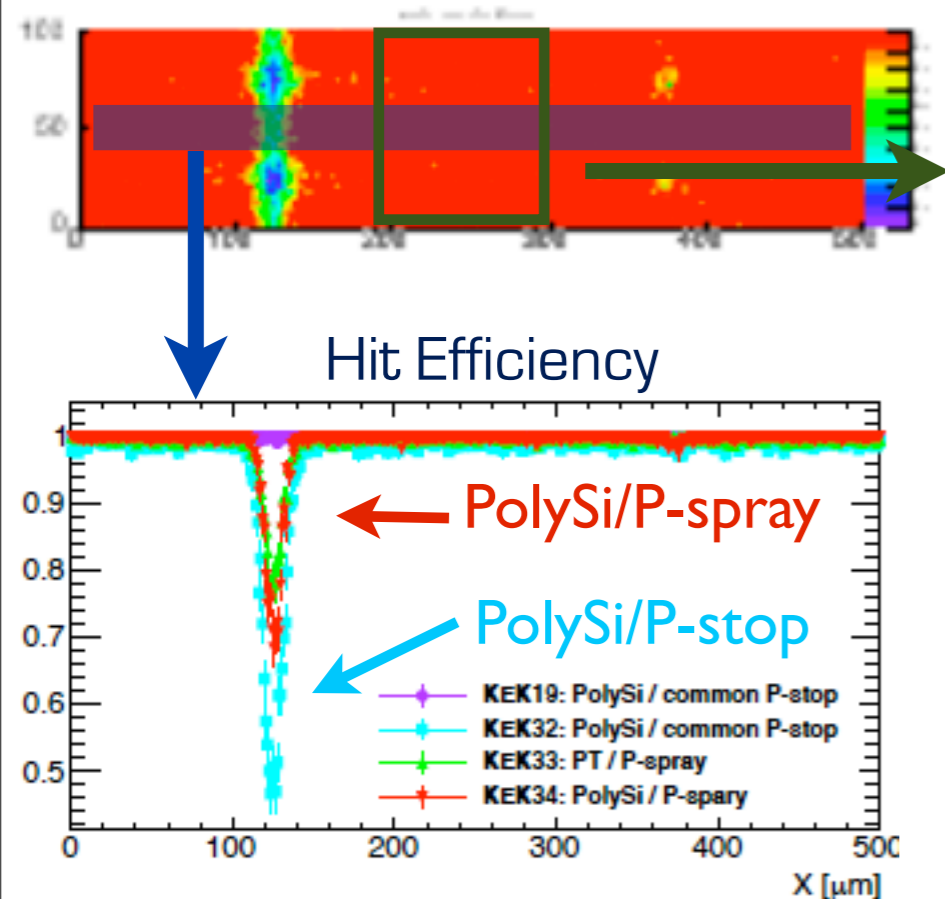 100
50
0
0 100 200 300 400 500
Hit Efficiency
1
0.9
0.8
0.7
0.6
0.5
PolySi/P-spray
PolySi/P-stop
KEK19: PolySi / common P-stop
KEK32: PolySi / common P-stop
KEK33: PT / P-spray
KEK34: PolySi / P-spary
0 100 200 300 400 500
X [μm]